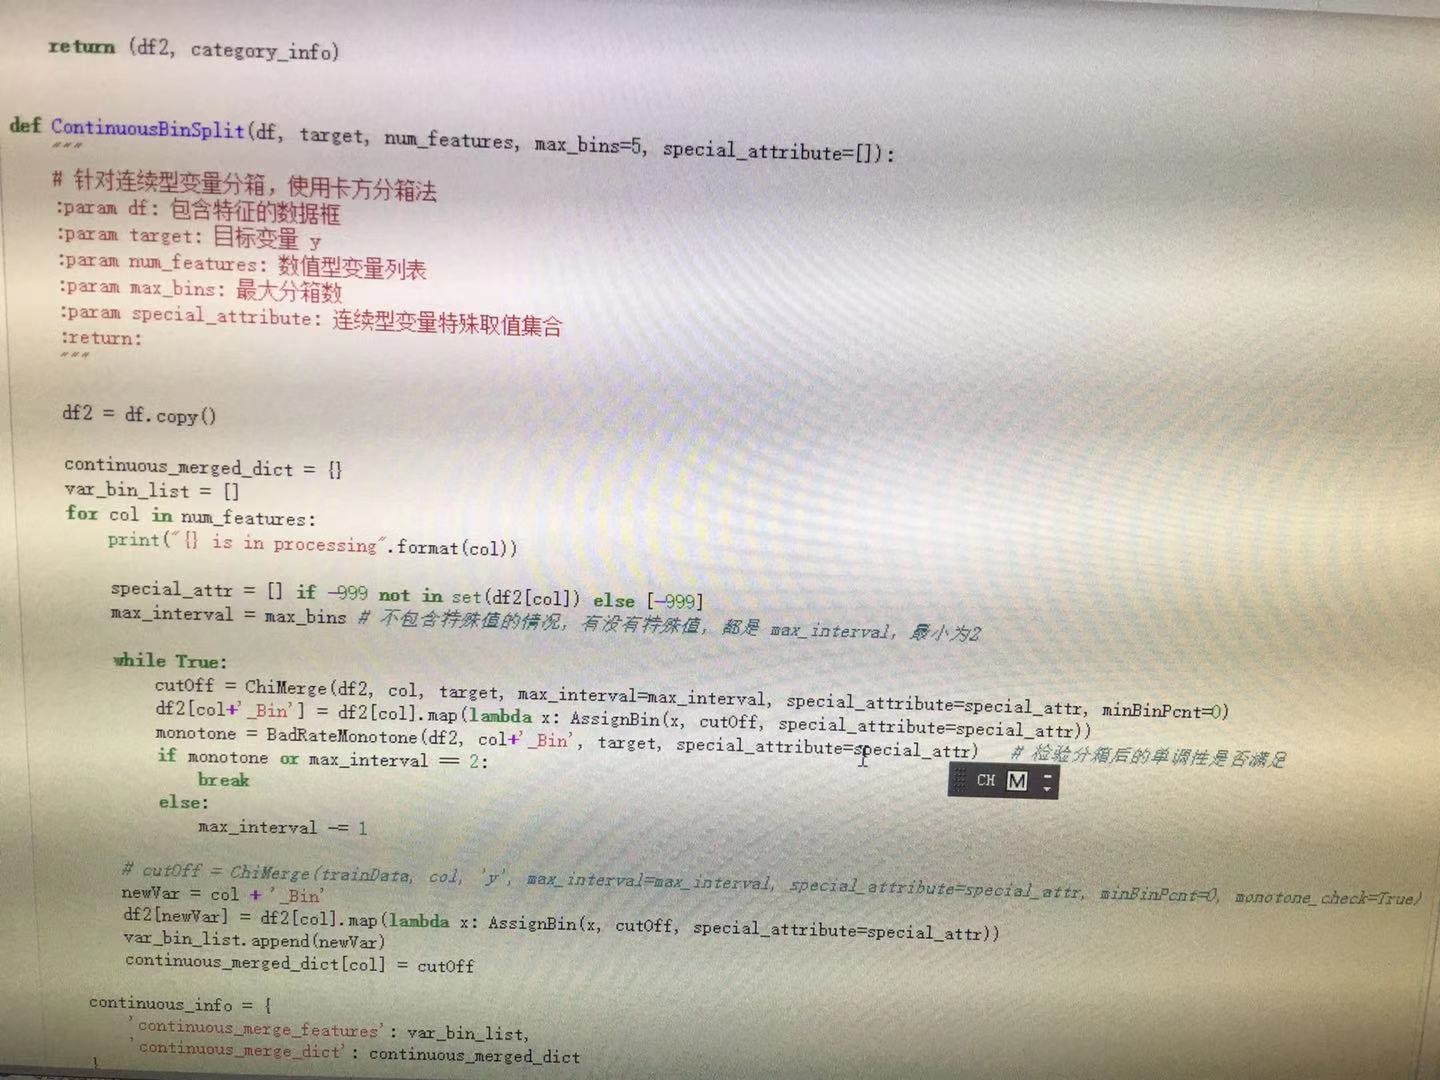 return (df2, category_info)
def ContinuousBinSplit(df, target, num_features, max_bins=5, special_attribute=[]):
"""
# 针对连续型变量分箱，使用卡方分箱法
:param df: 包含特征的数据框
:param target: 目标变量 y
:param num_features: 数值型变量列表
:param max_bins: 最大分箱数
:param special_attribute: 连续型变量特殊取值集合
:return:
"""
df2 = df.copy()
continuous_merged_dict = {}
var_bin_list = []
for col in num_features:
print("{} is in processing".format(col))
special_attr = [] if -999 not in set(df2[col]) else [-999]
max_interval = max_bins # 不包含特殊值的情况，有没有特殊值，都是 max_interval，最小为2
while True:
cutOff = ChiMerge(df2, col, target, max_interval=max_interval, special_attribute=special_attr, minBinPcnt=0)
df2[col+'_Bin'] = df2[col].map(lambda x: AssignBin(x, cutOff, special_attribute=special_attr))
monotone = BadRateMonotone(df2, col+'_Bin', target, special_attribute=special_attr) # 检验分箱后的单调性是否满足
if monotone or max_interval == 2:
CH M
break
else:
max_interval -= 1
# cutOff = ChiMerge(trainData, col, 'y', max_interval=max_interval, special_attribute=special_attr, minBinPcnt=0, monotone_check=True)
newVar = col + '_Bin'
df2[newVar] = df2[col].map(lambda x: AssignBin(x, cutOff, special_attribute=special_attr))
var_bin_list.append(newVar)
continuous_merged_dict[col] = cutOff
continuous_info = {
'continuous_merge_features': var_bin_list,
'continuous_merge_dict': continuous_merged_dict
}